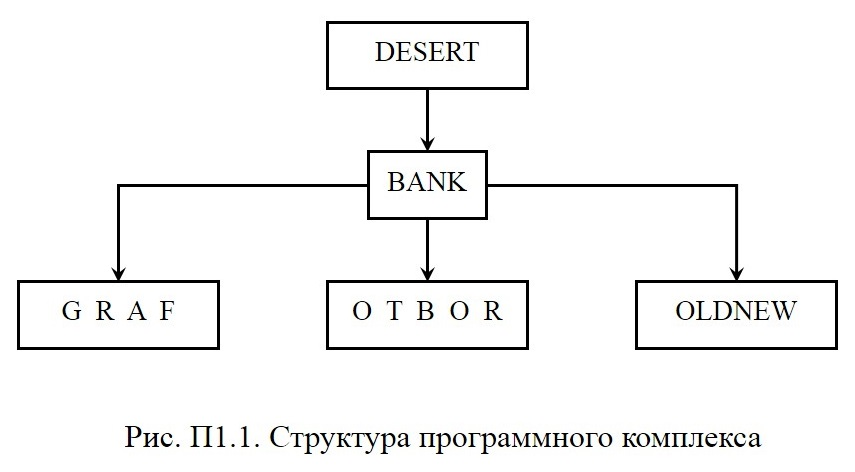 DESERT
BANK
G R A F
O T B O R
OLDNEW
Рис. П1.1. Структура программного комплекса